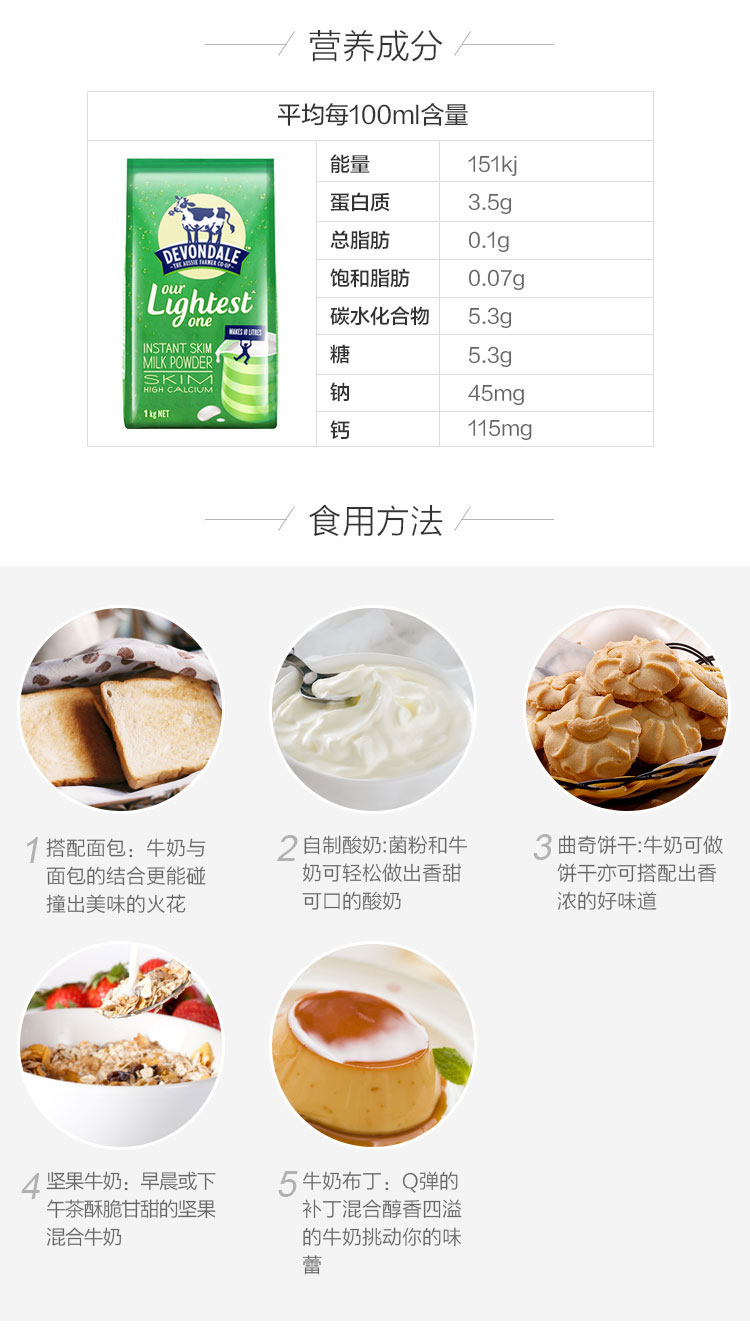 营养成分
平均每100ml含量
DEVONDALE
THE AUSSIE FARMER CO-OP
our
Lightest^
one
MAKES 10 LITRES
INSTANT SKIM
MILK POWDER
SKIM
HIGH CALCIUM
1 kg NET
能量 151kj
蛋白质 3.5g
总脂肪 0.1g
饱和脂肪 0.07g
碳水化合物 5.3g
糖 5.3g
钠 45mg
钙 115mg
食用方法
1 搭配面包：牛奶与
面包的结合更能碰
撞出美味的火花
2 自制酸奶:菌粉和牛
奶可轻松做出香甜
可口的酸奶
3 曲奇饼干:牛奶可做
饼干亦可搭配出香
浓的好味道
4 坚果牛奶：早晨或下
午茶酥脆甘甜的坚果
混合牛奶
5 牛奶布丁：Q弹的
补丁混合醇香四溢
的牛奶挑动你的味
蕾